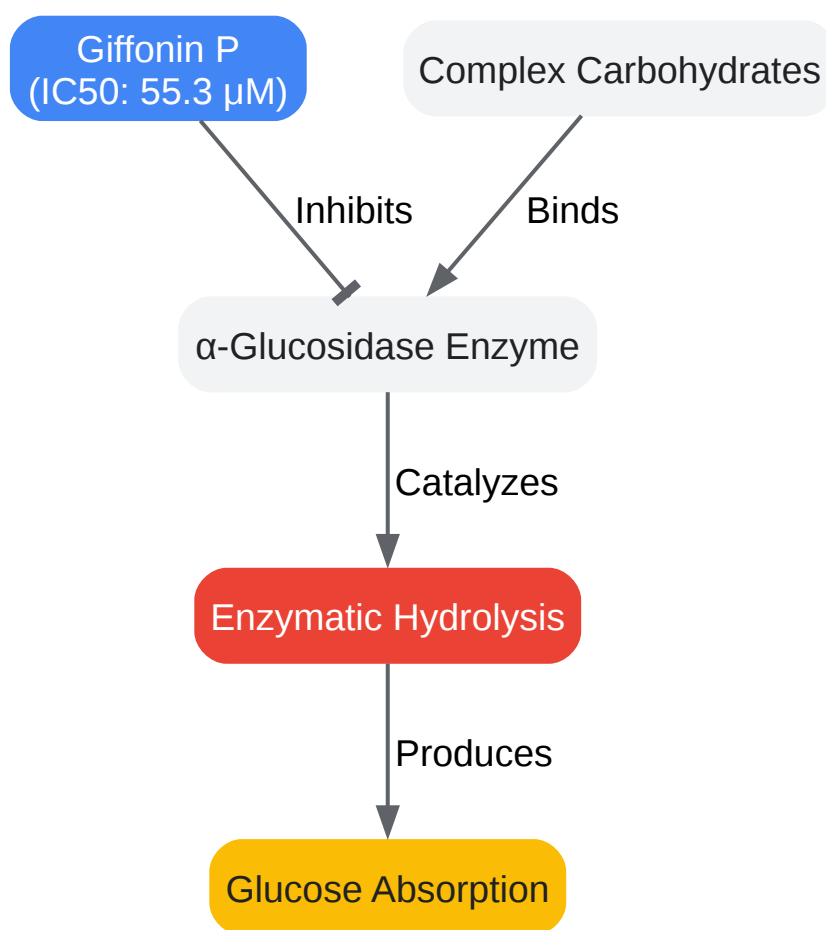 Giffonin P
(IC50: 55.3 μM)
Complex Carbohydrates
Inhibits
Binds
α-Glucosidase Enzyme
Catalyzes
Enzymatic Hydrolysis
Produces
Glucose Absorption